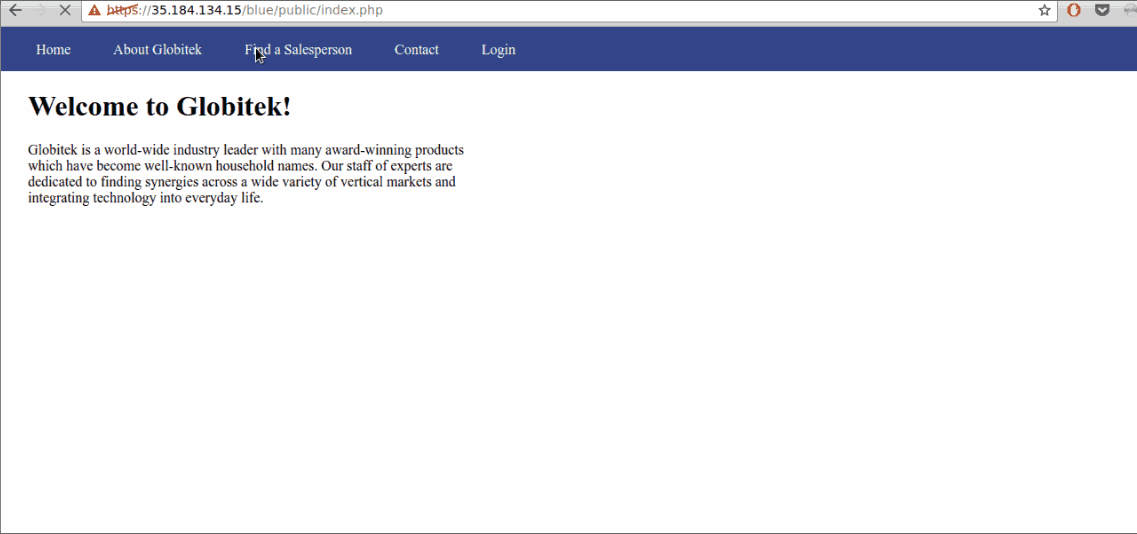 https://35.184.134.15/blue/public/index.php
Home About Globitek Find a Salesperson Contact Login
Welcome to Globitek!
Globitek is a world-wide industry leader with many award-winning products
which have become well-known household names. Our staff of experts are
dedicated to finding synergies across a wide variety of vertical markets and
integrating technology into everyday life.